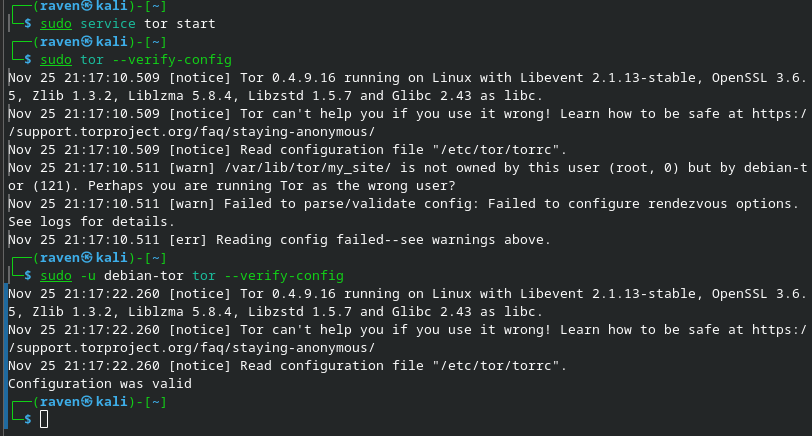 ┌──(raven㉿kali)-[~]
└─$ sudo service tor start
┌──(raven㉿kali)-[~]
└─$ sudo tor --verify-config
Nov 25 21:17:10.509 [notice] Tor 0.4.9.16 running on Linux with Libevent 2.1.13-stable, OpenSSL 3.6.
5, Zlib 1.3.2, Liblzma 5.8.4, Libzstd 1.5.7 and Glibc 2.43 as libc.
Nov 25 21:17:10.509 [notice] Tor can't help you if you use it wrong! Learn how to be safe at https:/
/support.torproject.org/faq/staying-anonymous/
Nov 25 21:17:10.509 [notice] Read configuration file "/etc/tor/torrc".
Nov 25 21:17:10.511 [warn] /var/lib/tor/my_site/ is not owned by this user (root, 0) but by debian-t
or (121). Perhaps you are running Tor as the wrong user?
Nov 25 21:17:10.511 [warn] Failed to parse/validate config: Failed to configure rendezvous options.
See logs for details.
Nov 25 21:17:10.511 [err] Reading config failed--see warnings above.
┌──(raven㉿kali)-[~]
└─$ sudo -u debian-tor tor --verify-config
Nov 25 21:17:22.260 [notice] Tor 0.4.9.16 running on Linux with Libevent 2.1.13-stable, OpenSSL 3.6.
5, Zlib 1.3.2, Liblzma 5.8.4, Libzstd 1.5.7 and Glibc 2.43 as libc.
Nov 25 21:17:22.260 [notice] Tor can't help you if you use it wrong! Learn how to be safe at https:/
/support.torproject.org/faq/staying-anonymous/
Nov 25 21:17:22.260 [notice] Read configuration file "/etc/tor/torrc".
Configuration was valid
┌──(raven㉿kali)-[~]
└─$